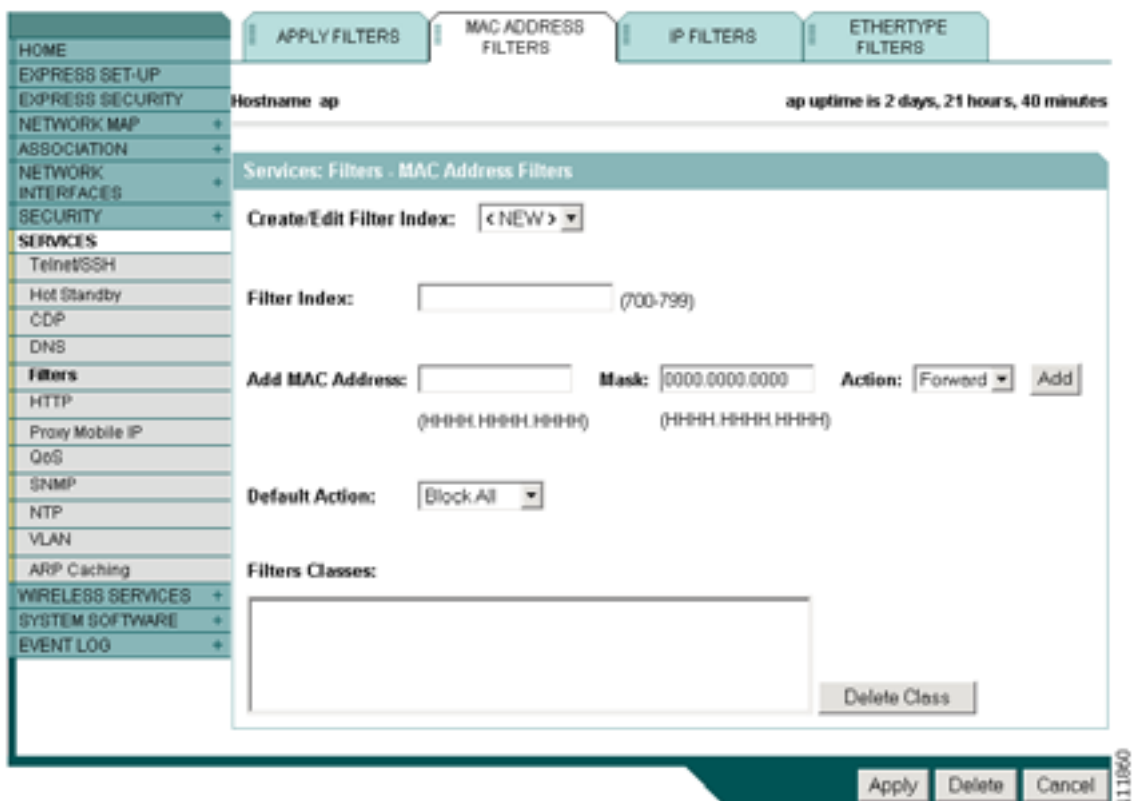 APPLY FILTERS
MAC ADDRESS
FILTERS
IP FILTERS
ETHERTYPE
FILTERS
HOME
EXPRESS SET-UP
EXPRESS SECURITY
NETWORK MAP +
ASSOCIATION +
NETWORK
INTERFACES +
SECURITY +
SERVICES
Telnet/SSH
Hot Standby
CDP
DNS
Filters
HTTP
Proxy Mobile IP
QoS
SNMP
NTP
VLAN
ARP Caching
WIRELESS SERVICES +
SYSTEM SOFTWARE +
EVENT LOG +
Hostname ap
ap uptime is 2 days, 21 hours, 40 minutes
Services: Filters - MAC Address Filters
Create/Edit Filter Index: < NEW >
Filter Index: (700-799)
Add MAC Address: Mask: 0000.0000.0000 Action: Forward Add
(HHHH.HHHH.HHHH) (HHHH.HHHH.HHHH)
Default Action: Block All
Filters Classes:
Delete Class
Apply Delete Cancel